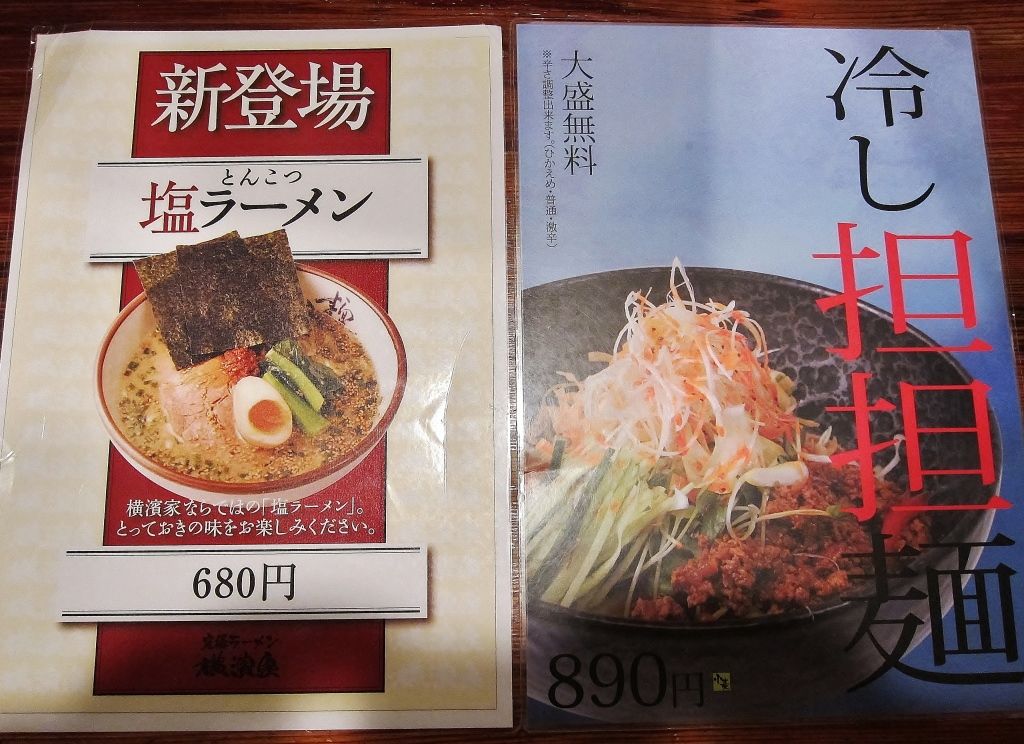 新登場
とんこつ
塩ラーメン
横濱家ならではの「塩ラーメン」。
とっておきの味をお楽しみください。
680円
究極ラーメン
横濱家
冷し担担麺
大盛無料
※辛さ調整出来ます。(ひかえめ・普通・激辛)
890円